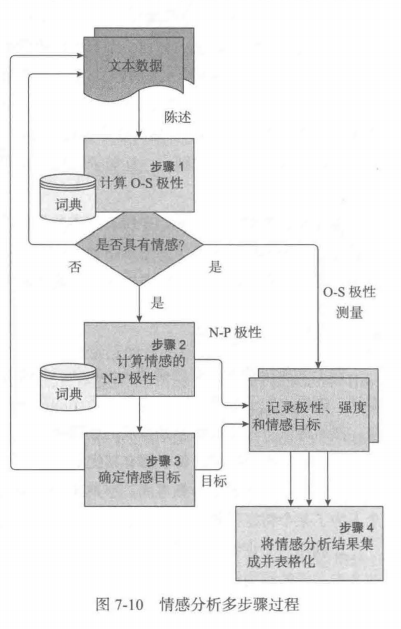 文本数据
陈述
步骤 1
计算 O-S 极性
词典
是否具有情感?
否
是
是
O-S 极性
测量
步骤 2
计算情感的
N-P 极性
词典
N-P 极性
记录极性、强度
和情感目标
步骤 3
确定情感目标
目标
步骤 4
将情感分析结果集
成并表格化
图 7-10 情感分析多步骤过程